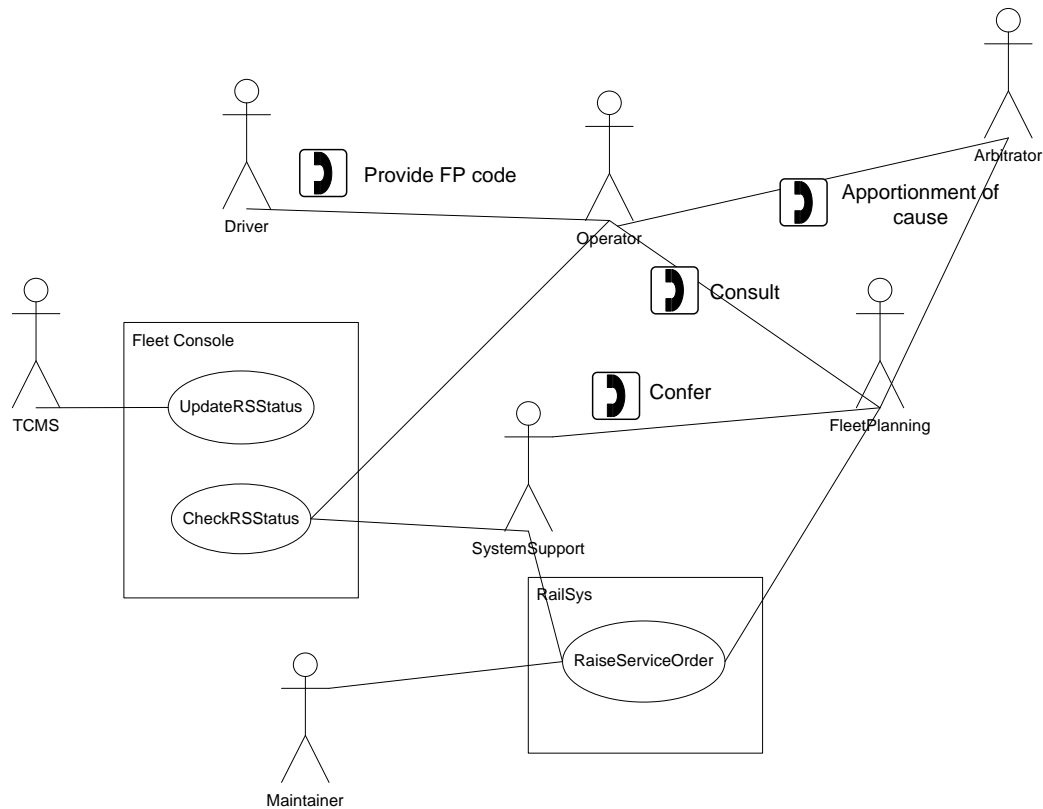 Arbitrator
Provide FP code
Apportionment of
cause
Driver
Operator
Consult
Fleet Console
UpdateRSStatus
Confer
TCMS
FleetPlanning
CheckRSStatus
SystemSupport
RailSys
RaiseServiceOrder
Maintainer